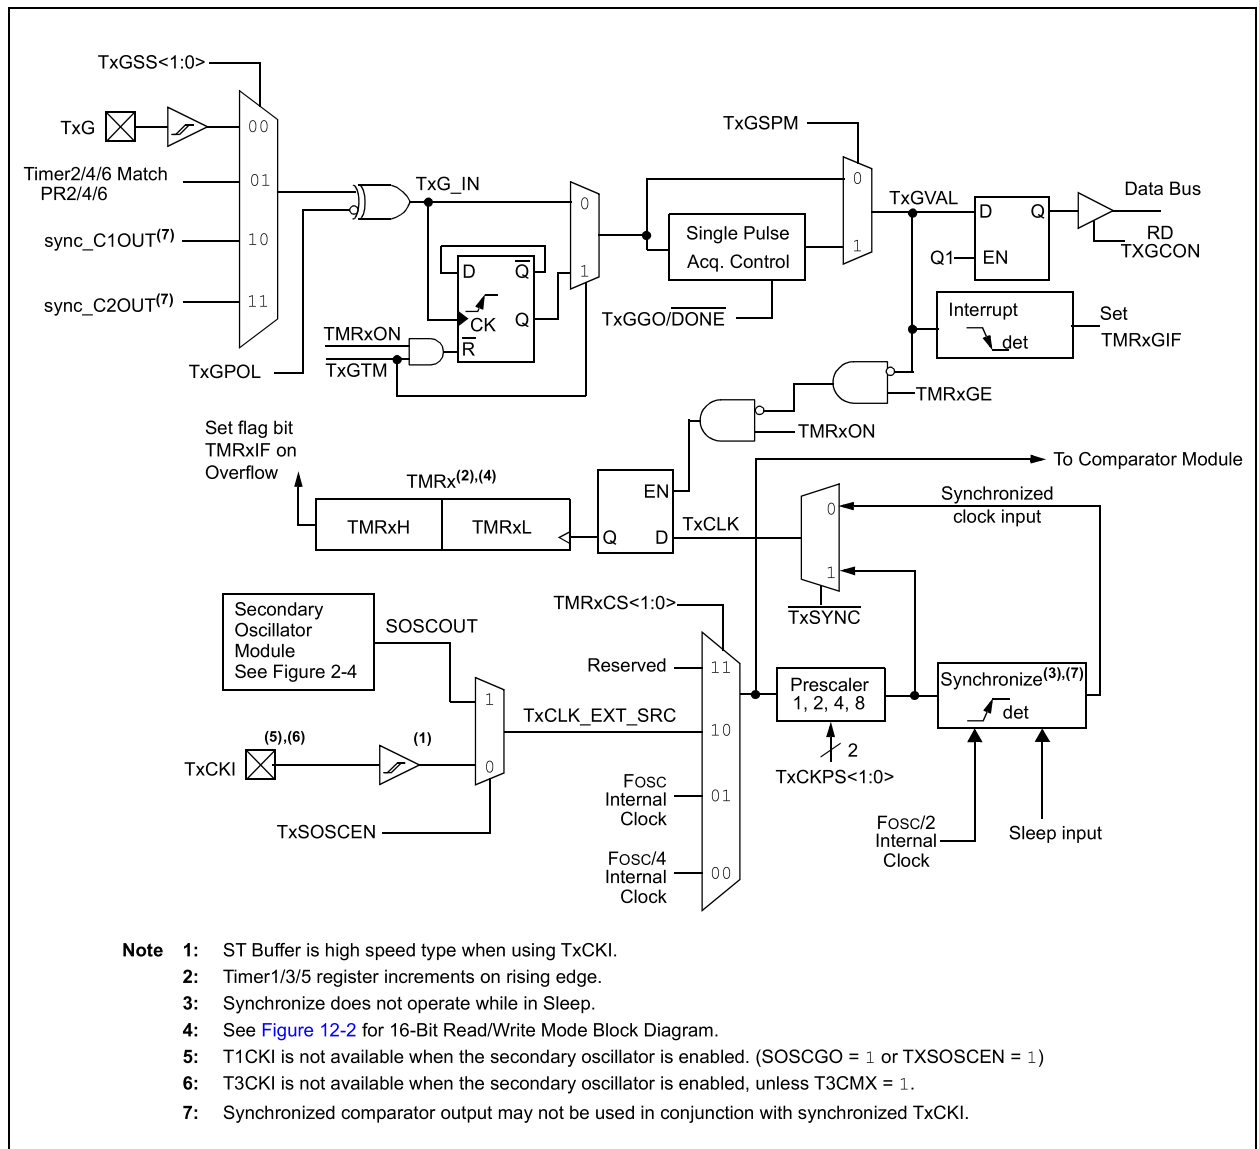 TxGSS<1:0>
TxG
00
Timer2/4/6 Match
PR2/4/6
01
sync_C1OUT(7)
10
sync_C2OUT(7)
11
TxGPOL
TxG_IN
0
1
D
Q
CK
Q
R
TMRxON
TxGTM
TxGSPM
0
1
Single Pulse
Acq. Control
TxGGO/DONE
TxGVAL
D
Q
Q1
EN
Data Bus
RD
TXGCON
Interrupt
det
Set
TMRxGIF
TMRxGE
TMRxON
Set flag bit
TMRxIF on
Overflow
TMRx(2),(4)
TMRxH
TMRxL
EN
Q
D
TxCLK
To Comparator Module
0
1
Synchronized
clock input
TxSYNC
Secondary
Oscillator
Module
See Figure 2-4
SOSCOUT
1
0
TxCKI
(5),(6)
(1)
TxSOSCEN
TxCLK_EXT_SRC
TMRxCS<1:0>
Reserved
11
10
FOSC
Internal
Clock
01
FOSC/4
Internal
Clock
00
Prescaler
1, 2, 4, 8
2
TxCKPS<1:0>
Synchronize(3),(7)
det
FOSC/2
Internal
Clock
Sleep input
Note 1: ST Buffer is high speed type when using TxCKI.
2: Timer1/3/5 register increments on rising edge.
3: Synchronize does not operate while in Sleep.
4: See Figure 12-2 for 16-Bit Read/Write Mode Block Diagram.
5: T1CKI is not available when the secondary oscillator is enabled. (SOSCGO = 1 or TXSOSCEN = 1)
6: T3CKI is not available when the secondary oscillator is enabled, unless T3CMX = 1.
7: Synchronized comparator output may not be used in conjunction with synchronized TxCKI.